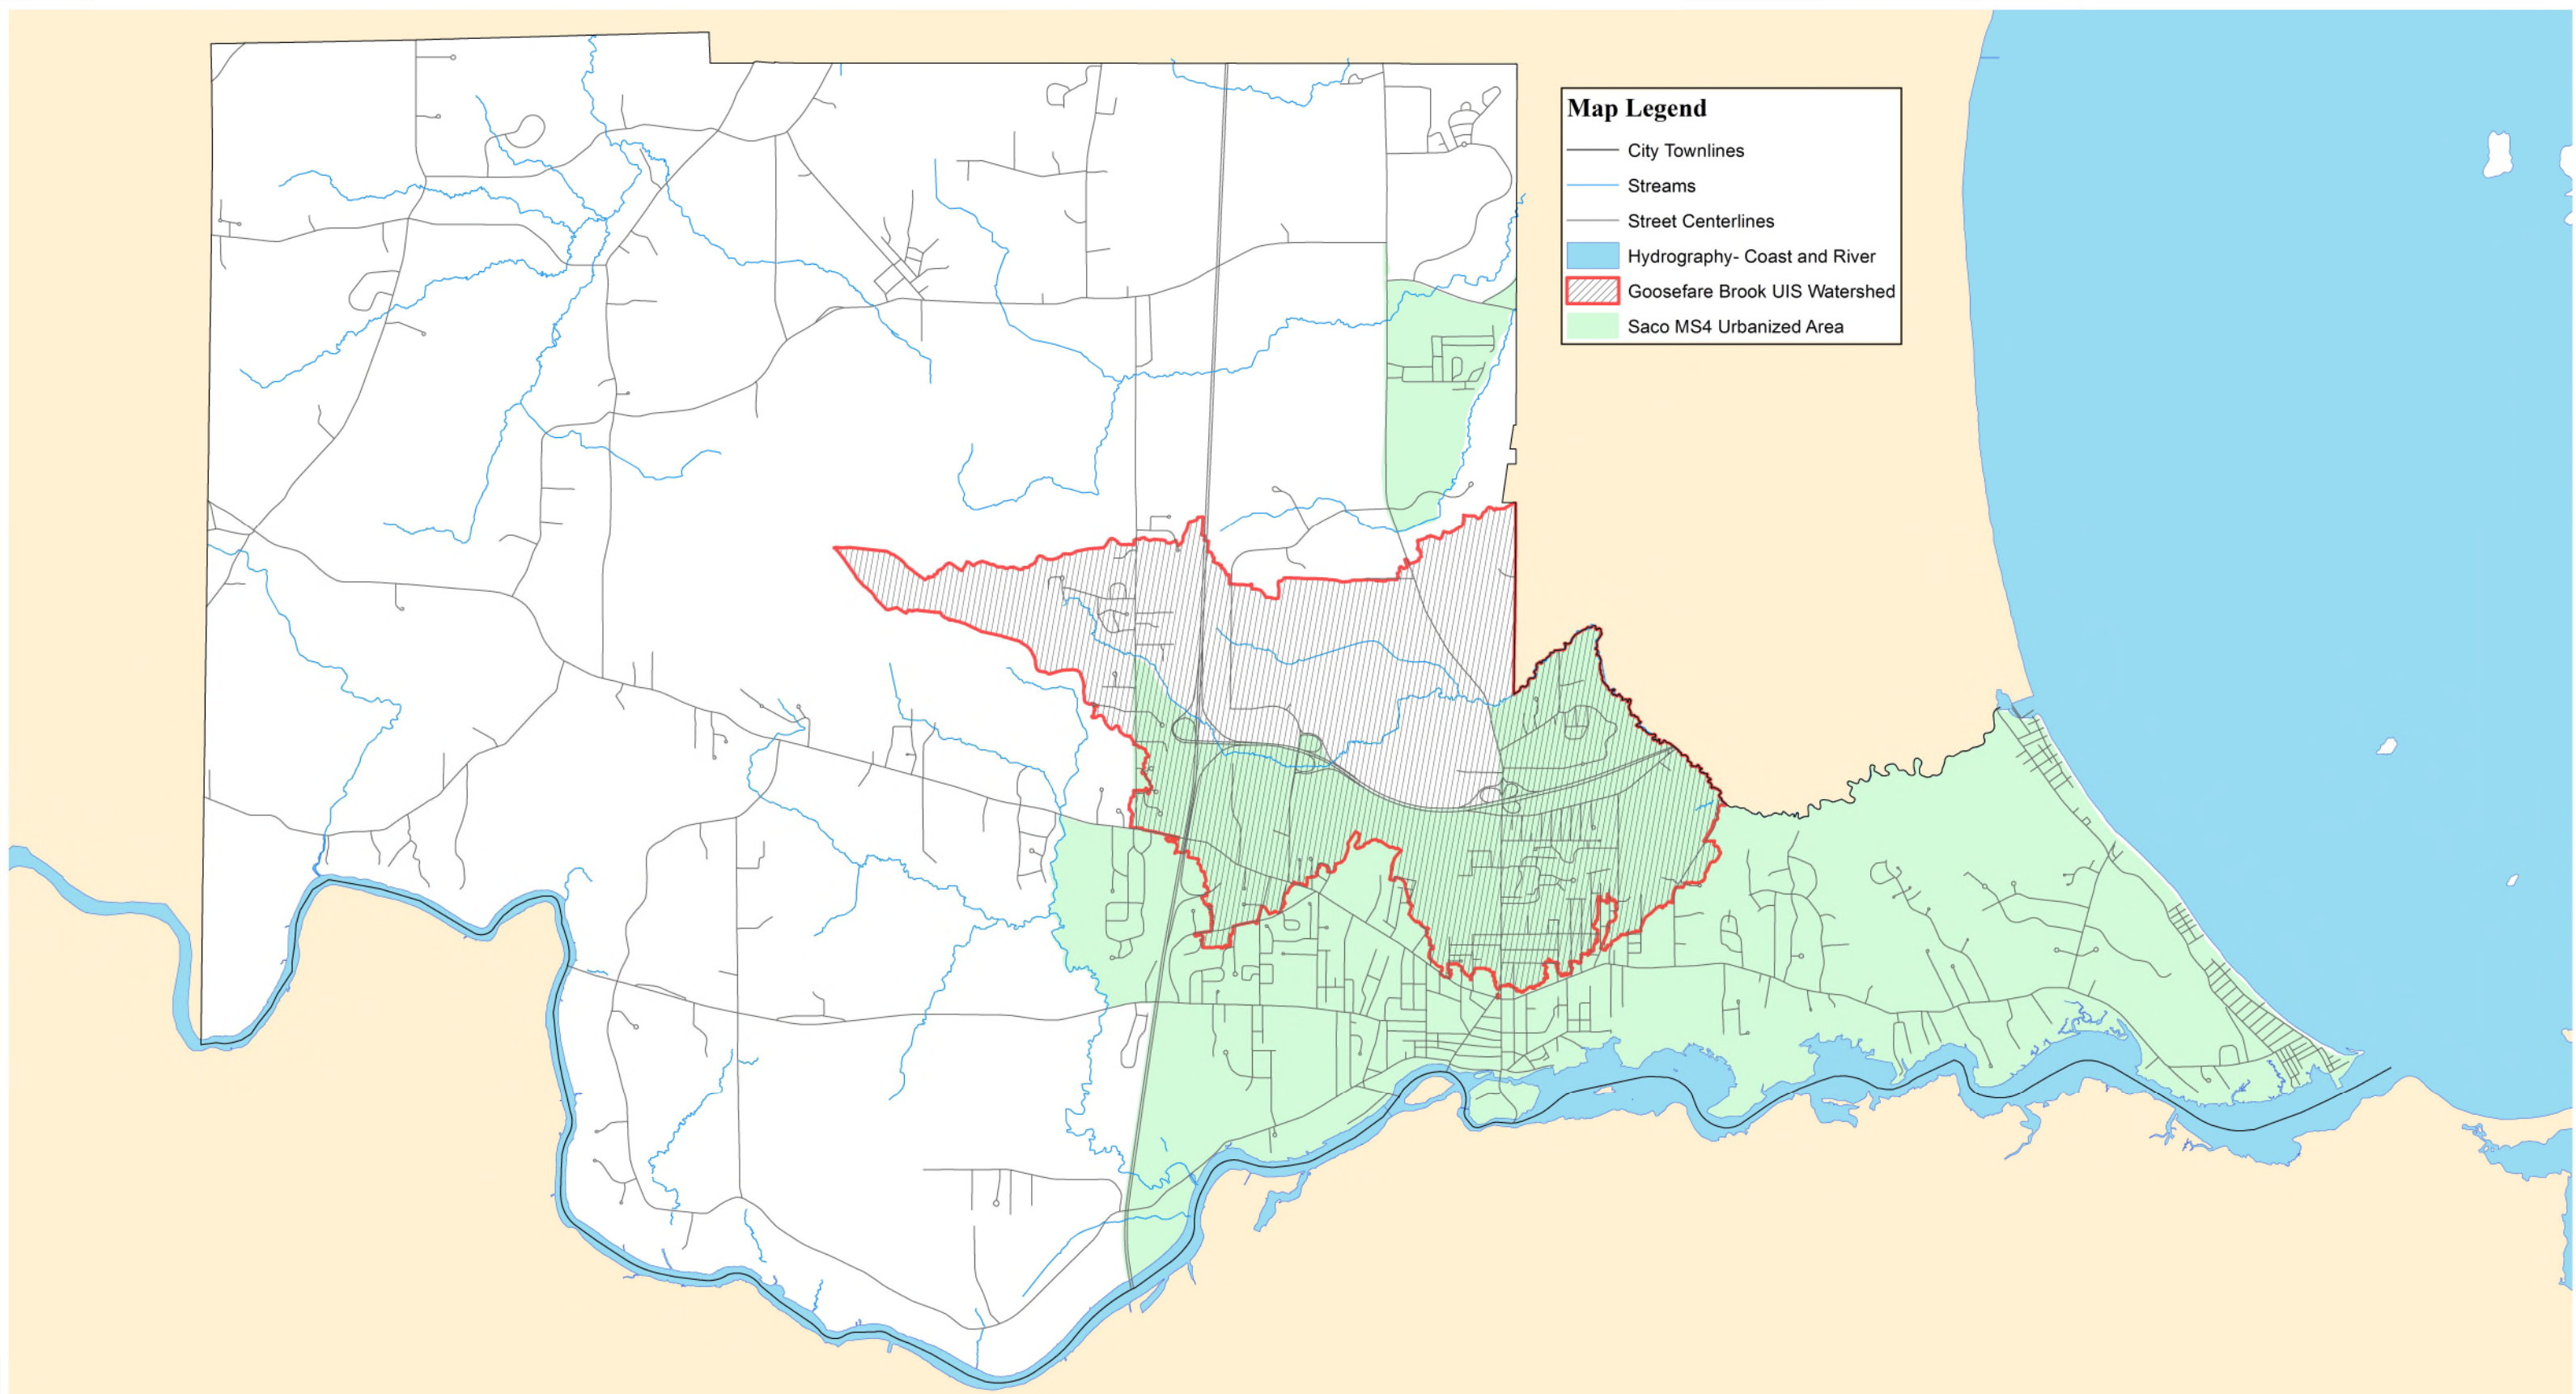 Map Legend
City Townlines
Streams
Street Centerlines
Hydrography- Coast and River
Goosefare Brook UIS Watershed
Saco MS4 Urbanized Area